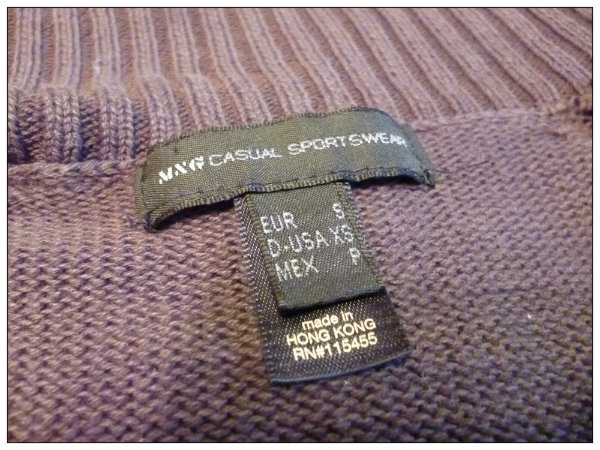 MNG CASUAL SPORTSWEAR
EUR S
D-USA XS
MEX P
made in
HONG KONG
RN#115455